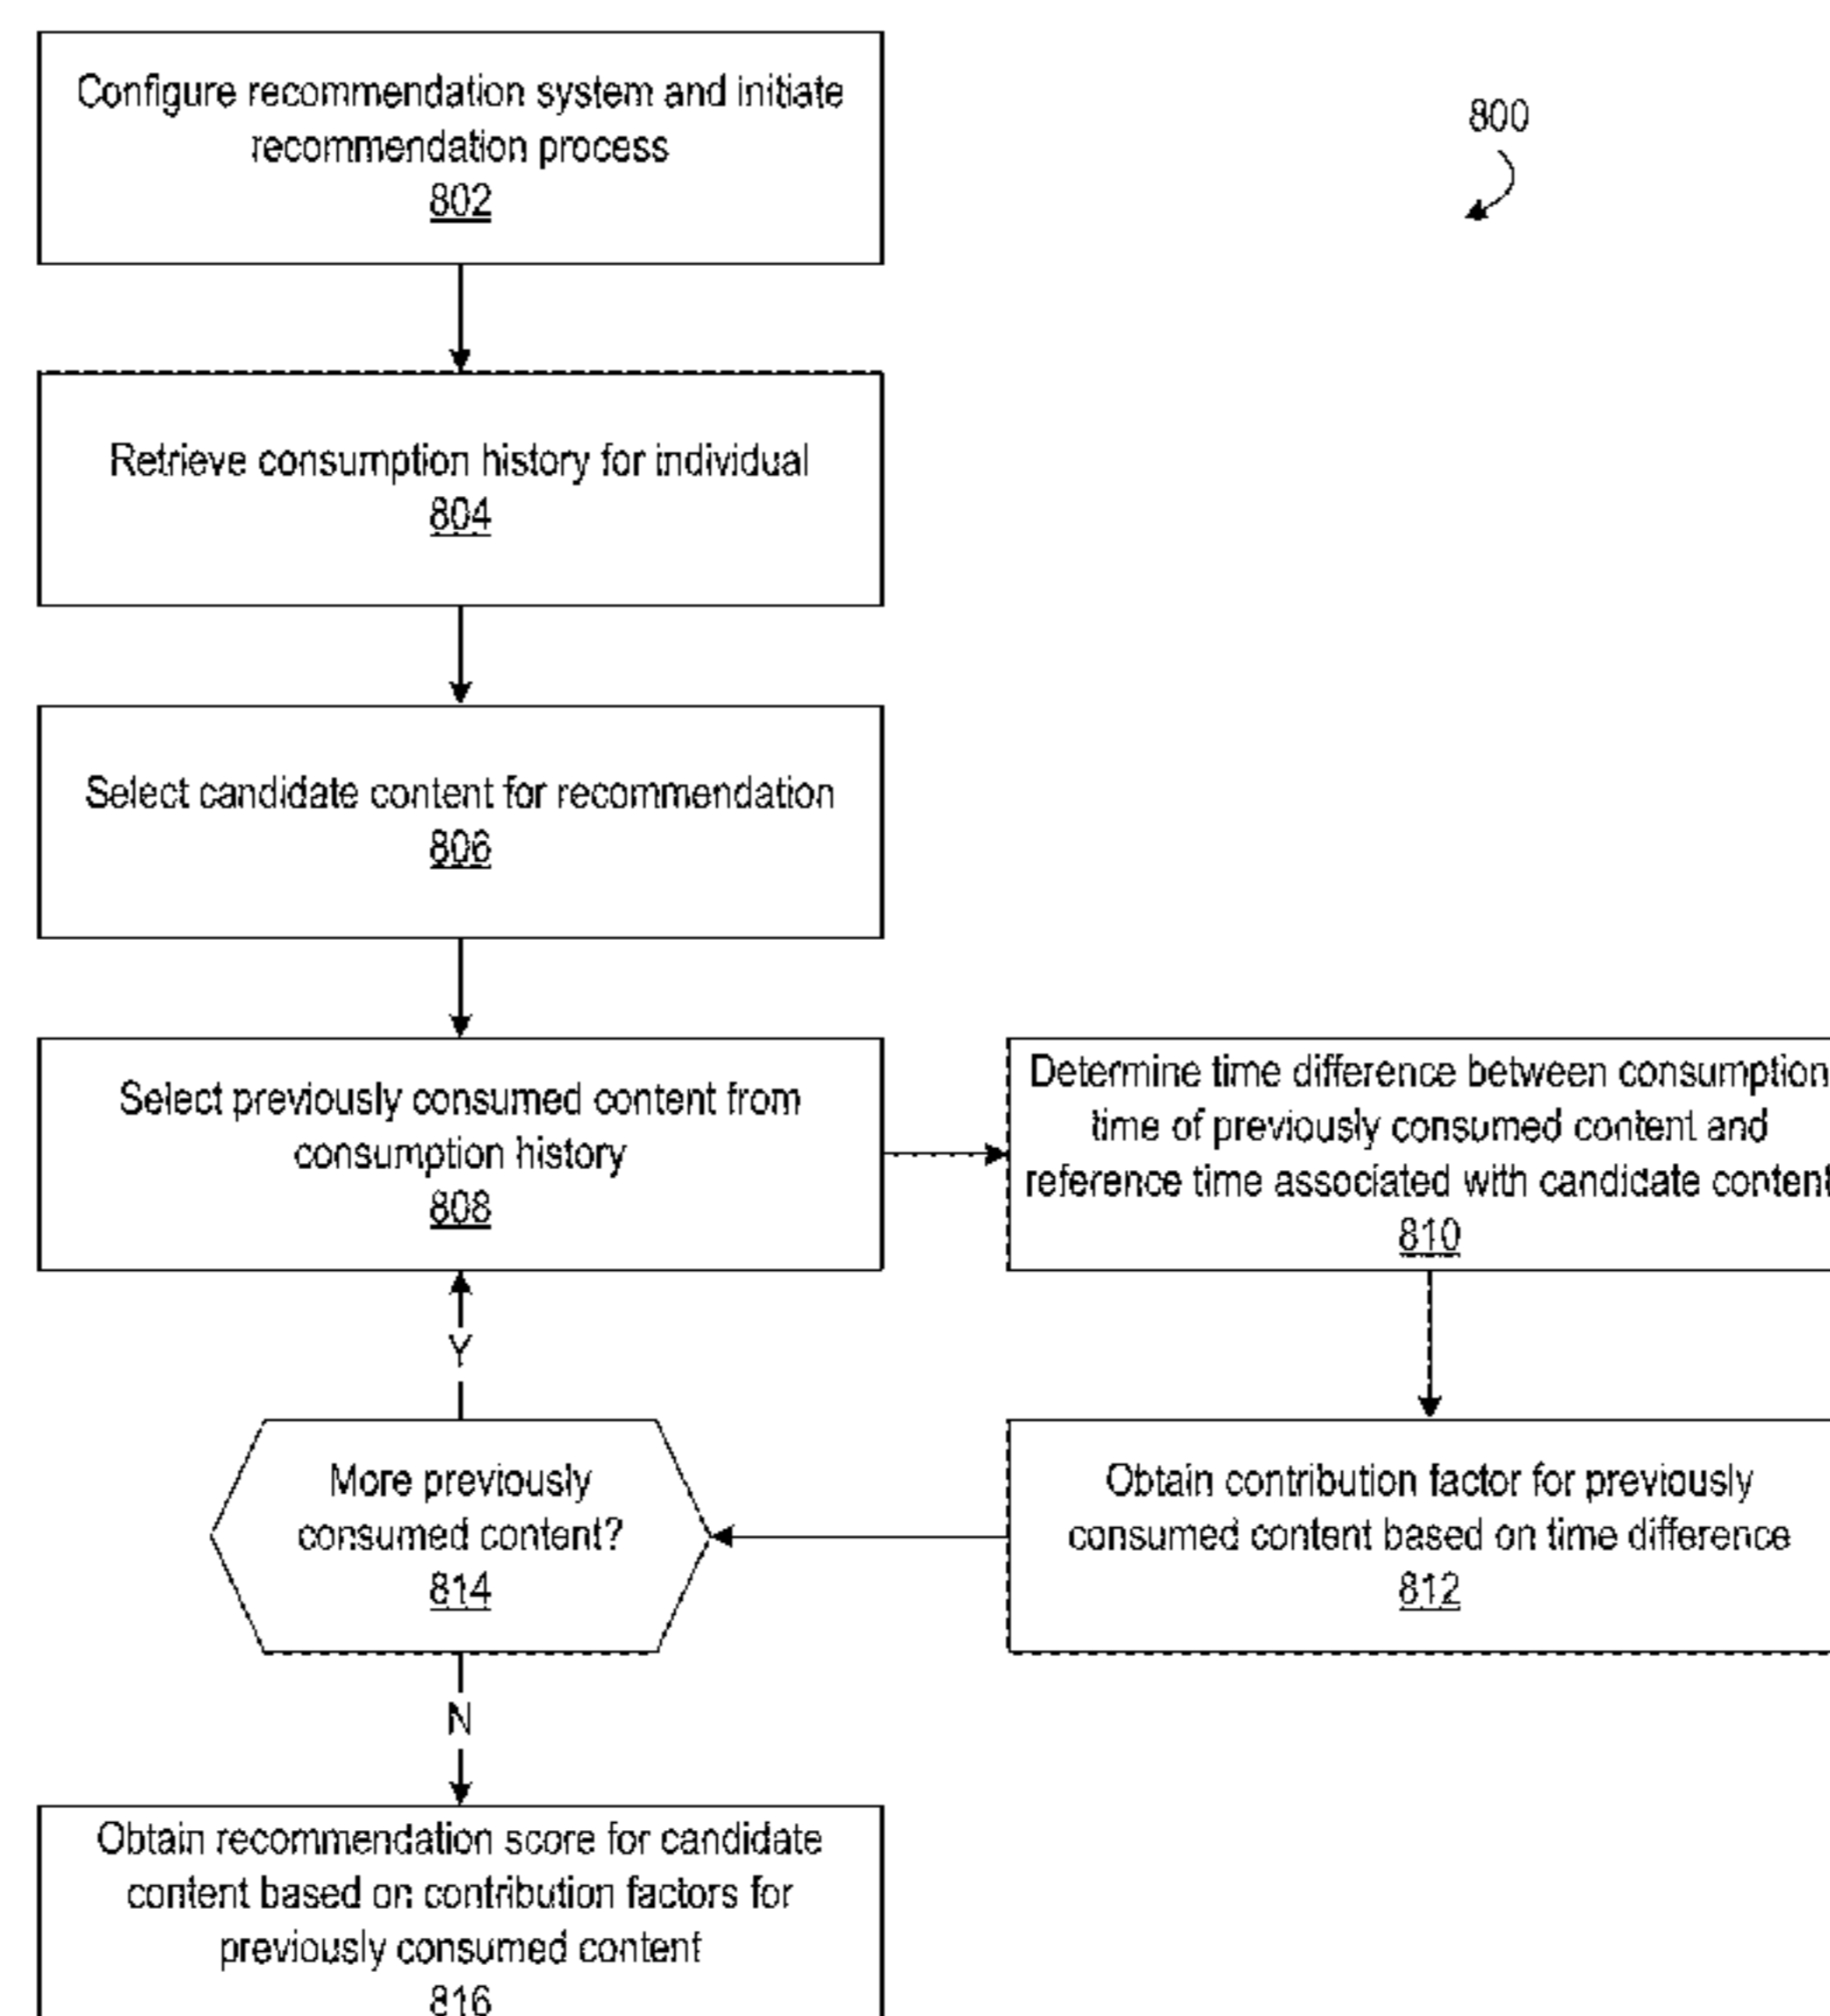 Configure recommendation system and initiate
recommendation process
802
800
Retrieve consumption history for individual
804
Select candidate content for recommendation
806
Select previously consumed content from
consumption history
808
Determine time difference between consumption
time of previously consumed content and
reference time associated with candidate content
810
Y
More previously
consumed content?
814
Obtain contribution factor for previously
consumed content based on time difference
812
N
Obtain recommendation score for candidate
content based on contribution factors for
previously consumed content
816